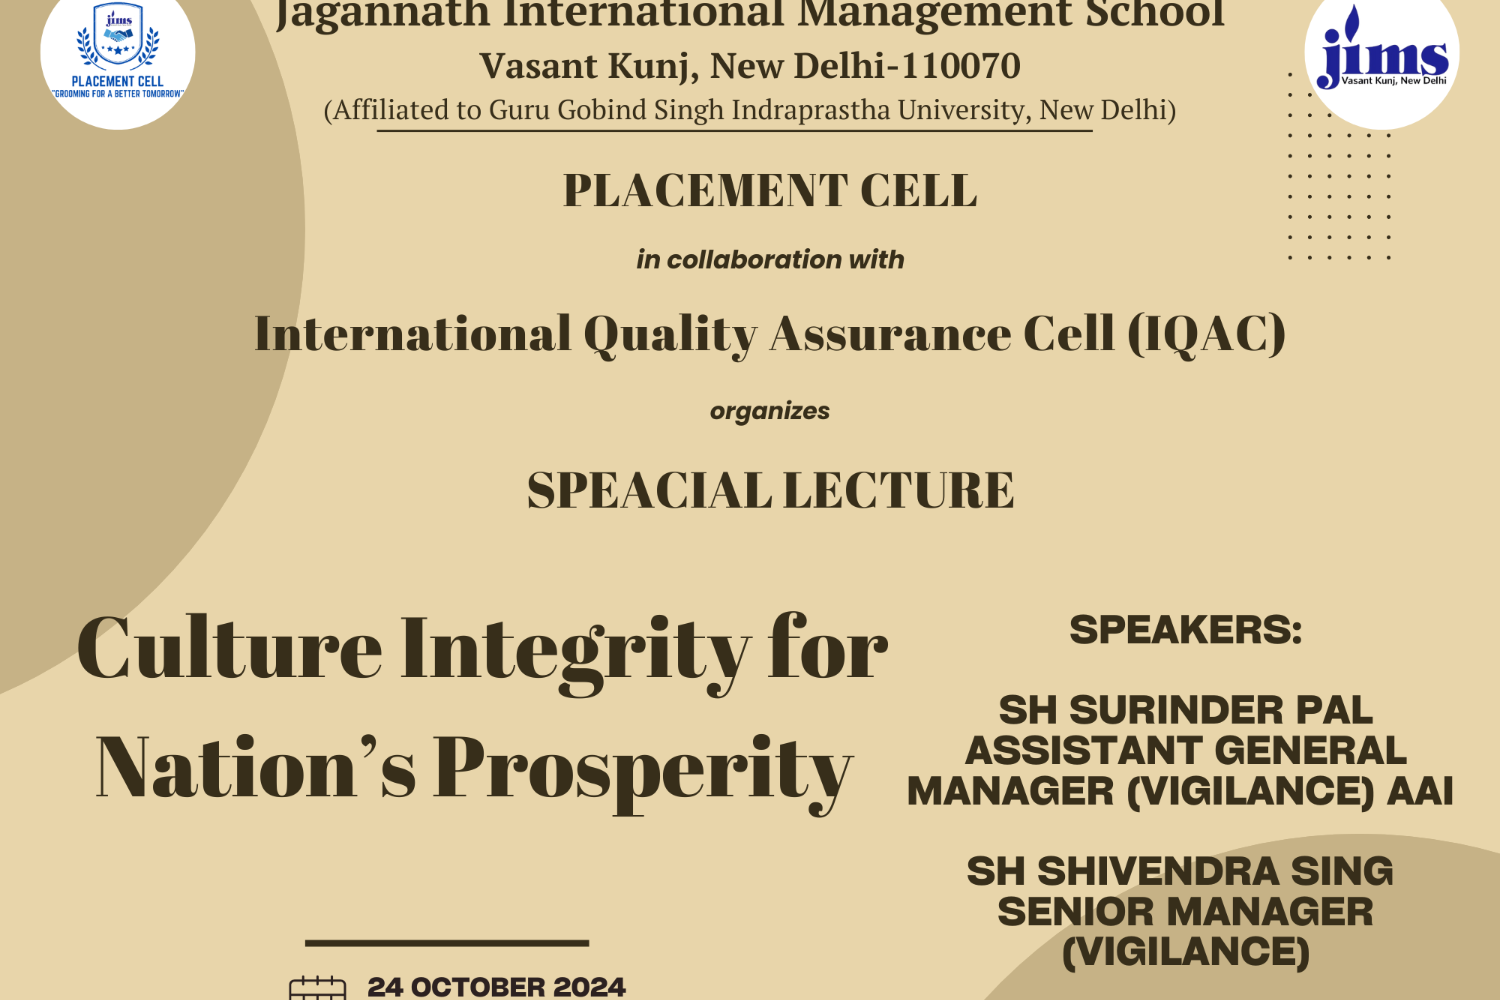 jims
PLACEMENT CELL
"GROOMING FOR A BETTER TOMORROW"
Jagannath International Management School
Vasant Kunj, New Delhi-110070
(Affiliated to Guru Gobind Singh Indraprastha University, New Delhi)
jims
Vasant Kunj, New Delhi
PLACEMENT CELL
in collaboration with
International Quality Assurance Cell (IQAC)
organizes
SPEACIAL LECTURE
Culture Integrity for
Nation’s Prosperity
SPEAKERS:
SH SURINDER PAL
ASSISTANT GENERAL
MANAGER (VIGILANCE) AAI
SH SHIVENDRA SING
SENIOR MANAGER
(VIGILANCE)
24 OCTOBER 2024